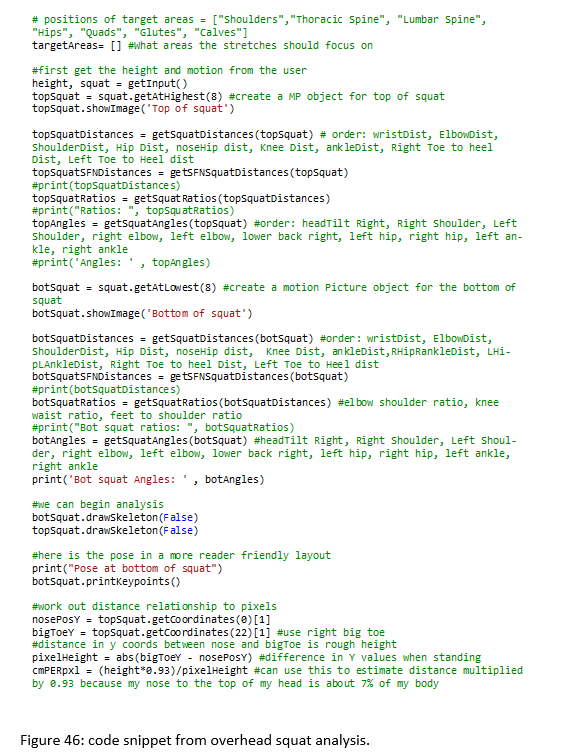 # positions of target areas = ["Shoulders","Thoracic Spine", "Lumbar Spine",
"Hips", "Quads", "Glutes", "Calves"]
targetAreas= [] #What areas the stretches should focus on
#first get the height and motion from the user
height, squat = getInput()
topSquat = squat.getAtHighest(8) #create a MP object for top of squat
topSquat.showImage('Top of squat')
topSquatDistances = getSquatDistances(topSquat) # order: wristDist, ElbowDist,
ShoulderDist, Hip Dist, noseHip dist, Knee Dist, ankleDist, Right Toe to heel
Dist, Left Toe to Heel dist
topSquatSFNDistances = getSFNSquatDistances(topSquat)
#print(topSquatDistances)
topSquatRatios = getSquatRatios(topSquatDistances)
#print("Ratios: ", topSquatRatios)
topAngles = getSquatAngles(topSquat) #order: headTilt Right, Right Shoulder, Left
Shoulder, right elbow, left elbow, lower back right, left hip, right hip, left an-
kle, right ankle
#print('Angles: ' , topAngles)
botSquat = squat.getAtLowest(8) #create a motion Picture object for the bottom of
squat
botSquat.showImage('Bottom of squat')
botSquatDistances = getSquatDistances(botSquat) #order: wristDist, ElbowDist,
ShoulderDist, Hip Dist, noseHip dist,  Knee Dist, ankleDist,RHipRankleDist, LHi-
pLAnkleDist, Right Toe to heel Dist, Left Toe to Heel dist
botSquatSFNDistances = getSFNSquatDistances(botSquat)
#print(botSquatDistances)
botSquatRatios = getSquatRatios(botSquatDistances) #elbow shoulder ratio, knee
waist ratio, feet to shoulder ratio
#print("Bot squat ratios: ", botSquatRatios)
botAngles = getSquatAngles(botSquat) #headTilt Right, Right Shoulder, Left Shoul-
der, right elbow, left elbow, lower back right, left hip, right hip, left ankle,
right ankle
print('Bot squat Angles: ' , botAngles)
#we can begin analysis
botSquat.drawSkeleton(False)
topSquat.drawSkeleton(False)
#here is the pose in a more reader friendly layout
print("Pose at bottom of squat")
botSquat.printKeypoints()
#work out distance relationship to pixels
nosePosY = topSquat.getCoordinates(0)[1]
bigToeY = topSquat.getCoordinates(22)[1] #use right big toe
#distance in y coords between nose and bigToe is rough height
pixelHeight = abs(bigToeY - nosePosY) #difference in Y values when standing
cmPERpxl = (height*0.93)/pixelHeight #can use this to estimate distance multiplied
by 0.93 because my nose to the top of my head is about 7% of my body
Figure 46: code snippet from overhead squat analysis.